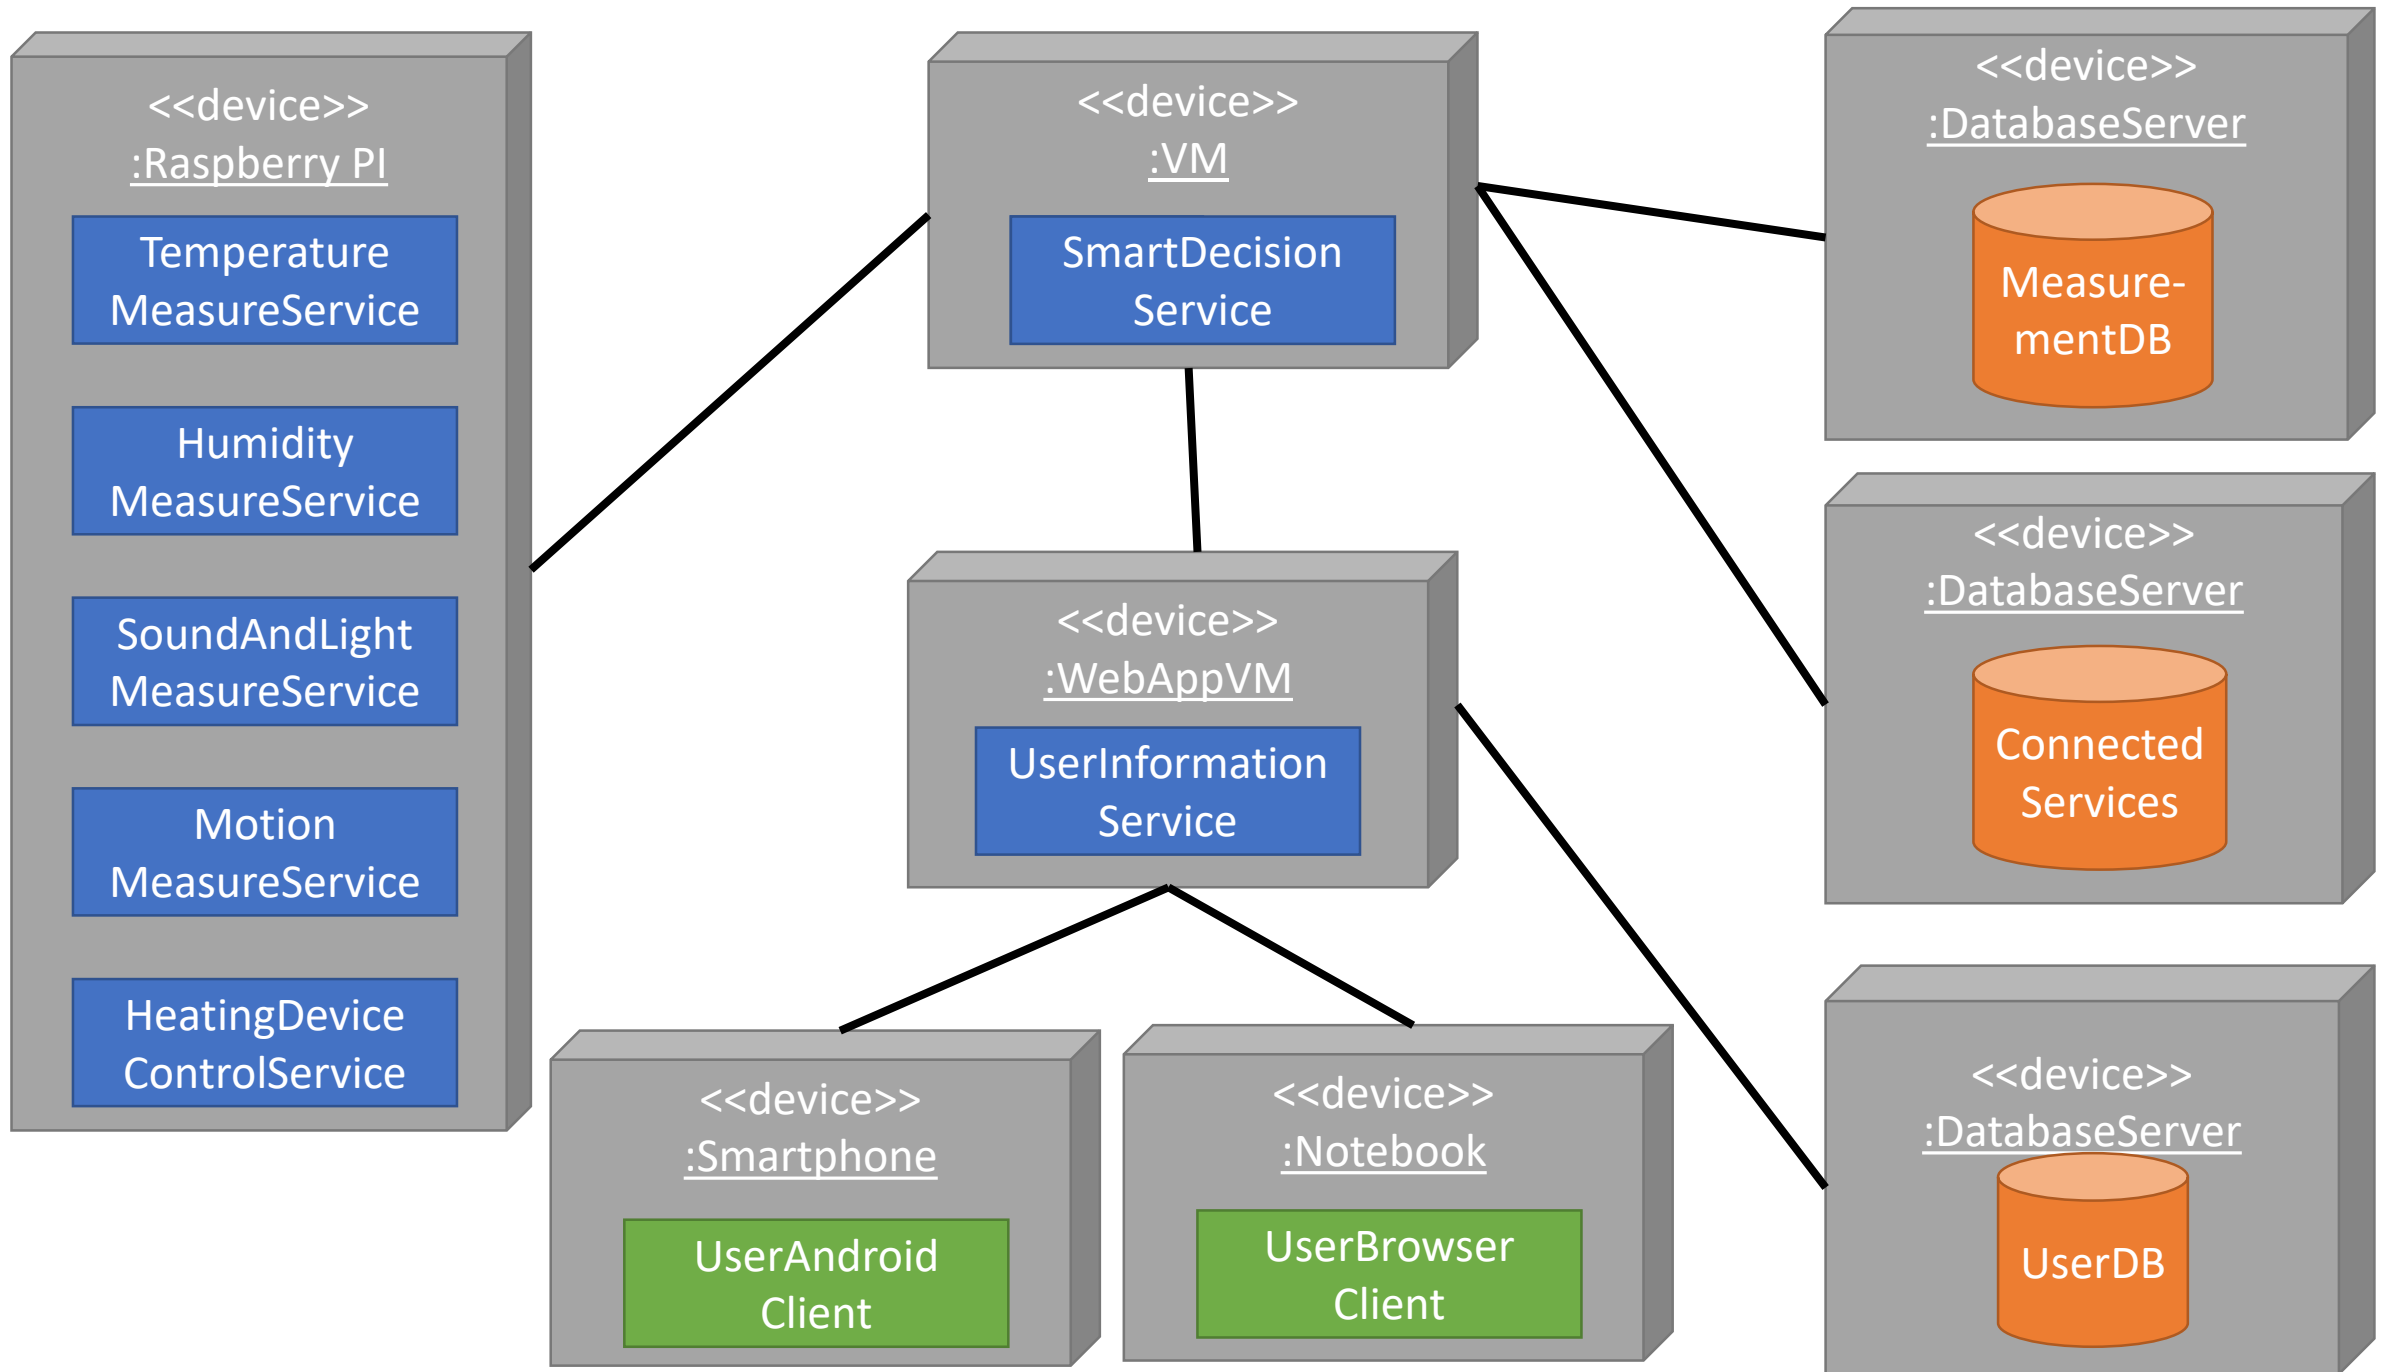 <<device>>
:Raspberry PI
Temperature
MeasureService
Humidity
MeasureService
SoundAndLight
MeasureService
Motion
MeasureService
HeatingDevice
ControlService
<<device>>
:VM
SmartDecision
Service
<<device>>
:WebAppVM
UserInformation
Service
<<device>>
:Smartphone
UserAndroid
Client
<<device>>
:Notebook
UserBrowser
Client
<<device>>
:DatabaseServer
Measure-
mentDB
<<device>>
:DatabaseServer
Connected
Services
<<device>>
:DatabaseServer
UserDB